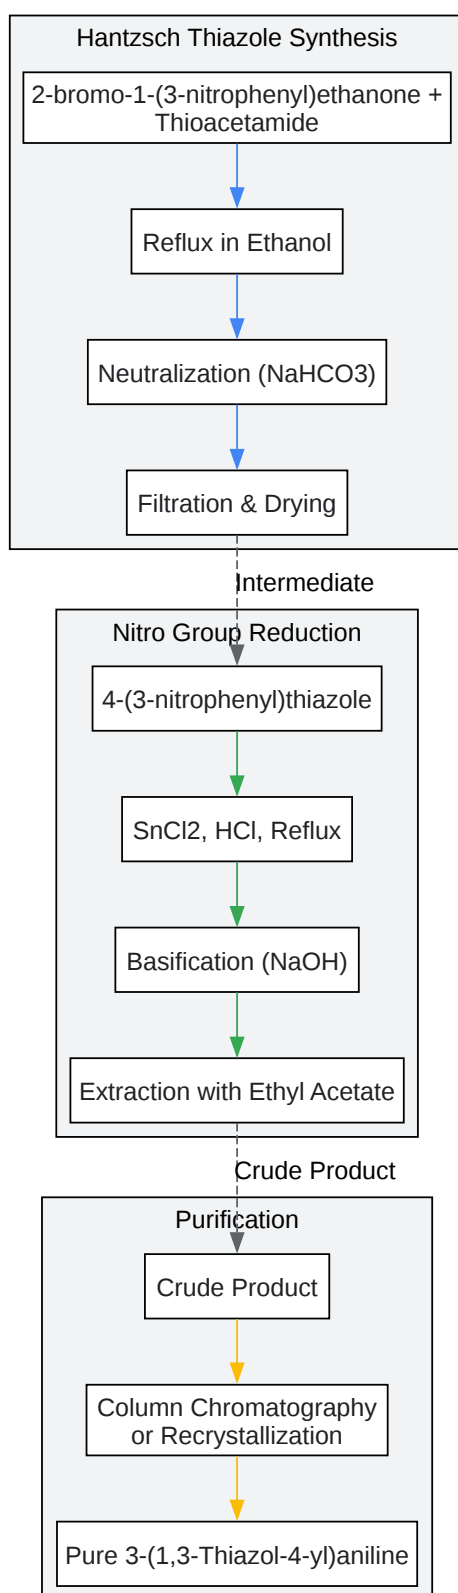 Hantzsch Thiazole Synthesis
2-bromo-1-(3-nitrophenyl)ethanone +
Thioacetamide
Reflux in Ethanol
Neutralization (NaHCO3)
Filtration & Drying
Intermediate
Nitro Group Reduction
4-(3-nitrophenyl)thiazole
SnCl2, HCl, Reflux
Basification (NaOH)
Extraction with Ethyl Acetate
Crude Product
Purification
Crude Product
Column Chromatography
or Recrystallization
Pure 3-(1,3-Thiazol-4-yl)aniline